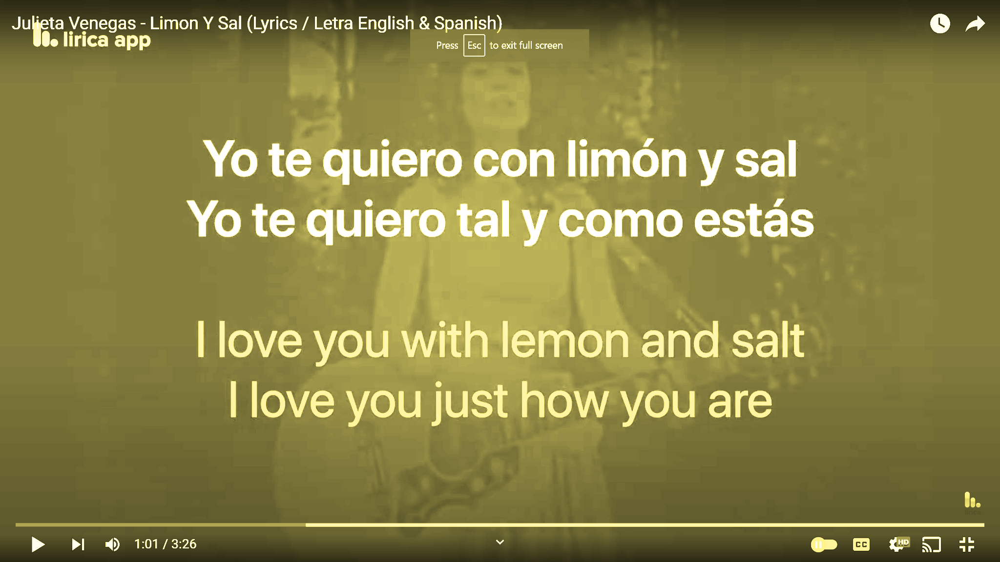 Julieta Venegas - Limon Y Sal (Lyrics / Letra English & Spanish)
lirica app
Press Esc to exit full screen
Yo te quiero con limón y sal
Yo te quiero tal y como estás
I love you with lemon and salt
I love you just how you are
lirica
1:01 / 3:26
CC
HD